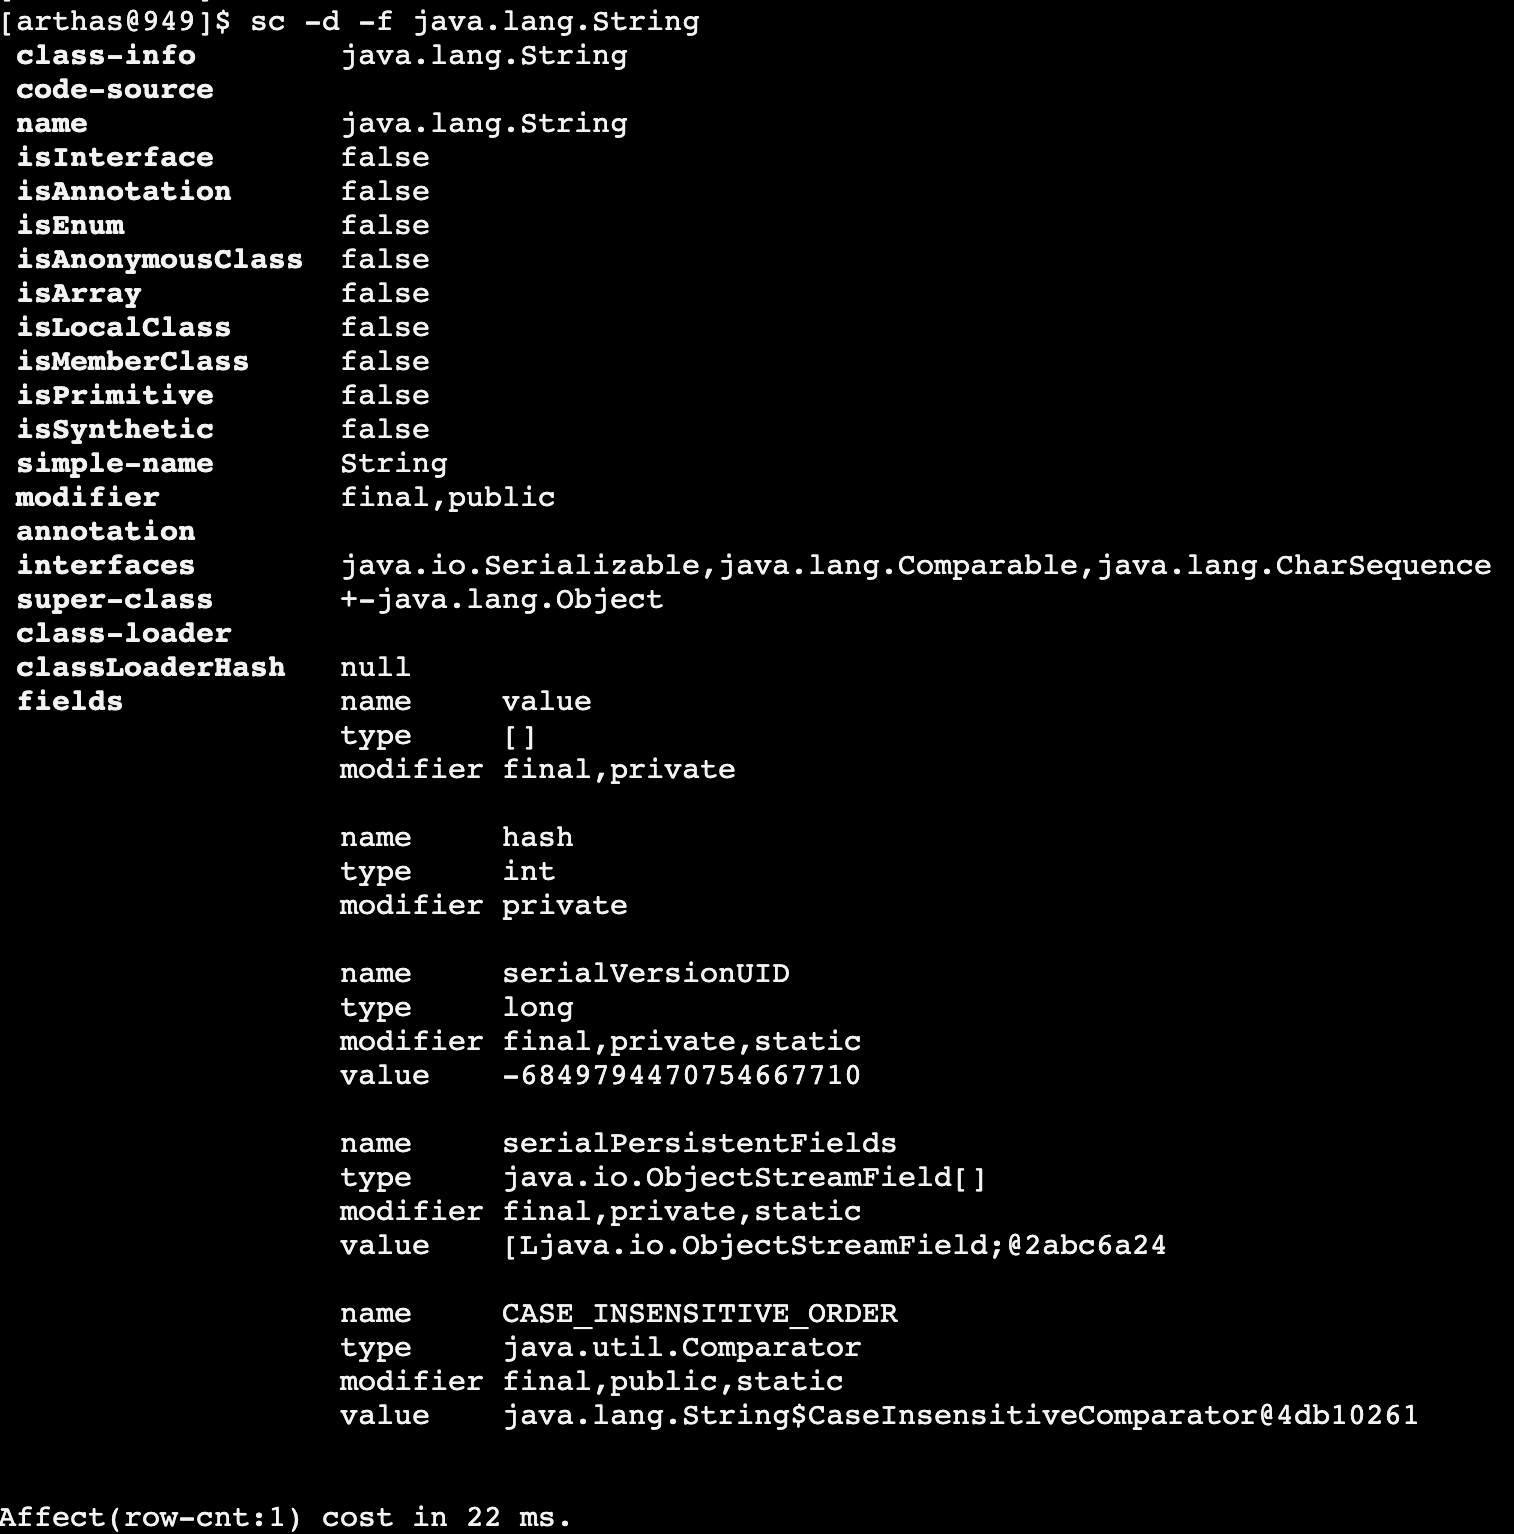 [arthas@949]$ sc -d -f java.lang.String
class-info java.lang.String
code-source
name java.lang.String
isInterface false
isAnnotation false
isEnum false
isAnonymousClass false
isArray false
isLocalClass false
isMemberClass false
isPrimitive false
isSynthetic false
simple-name String
modifier final,public
annotation
interfaces java.io.Serializable,java.lang.Comparable,java.lang.CharSequence
super-class +-java.lang.Object
class-loader
classLoaderHash null
fields name value
type []
modifier final,private
name hash
type int
modifier private
name serialVersionUID
type long
modifier final,private,static
value -6849794470754667710
name serialPersistentFields
type java.io.ObjectStreamField[]
modifier final,private,static
value [Ljava.io.ObjectStreamField;@2abc6a24
name CASE_INSENSITIVE_ORDER
type java.util.Comparator
modifier final,public,static
value java.lang.String$CaseInsensitiveComparator@4db10261
Affect(row-cnt:1) cost in 22 ms.